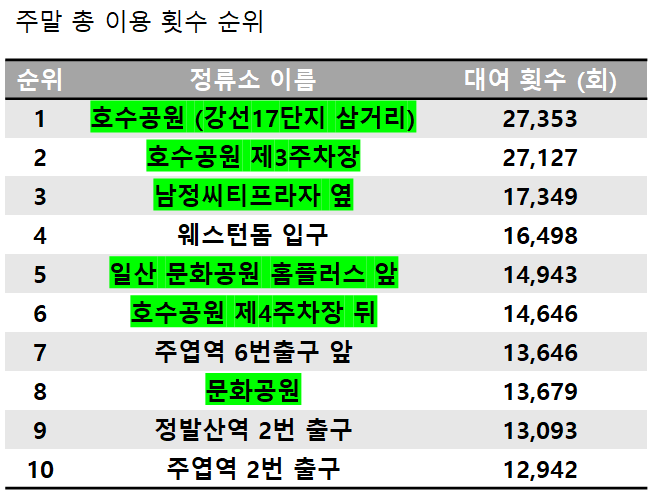 주말 총 이용 횟수 순위
순위 정류소 이름 대여 횟수 (회)
1 호수공원 (강선17단지 삼거리) 27,353
2 호수공원 제3주차장 27,127
3 남정씨티프라자 옆 17,349
4 웨스턴돔 입구 16,498
5 일산 문화공원 홈플러스 앞 14,943
6 호수공원 제4주차장 뒤 14,646
7 주엽역 6번출구 앞 13,646
8 문화공원 13,679
9 정발산역 2번 출구 13,093
10 주엽역 2번 출구 12,942